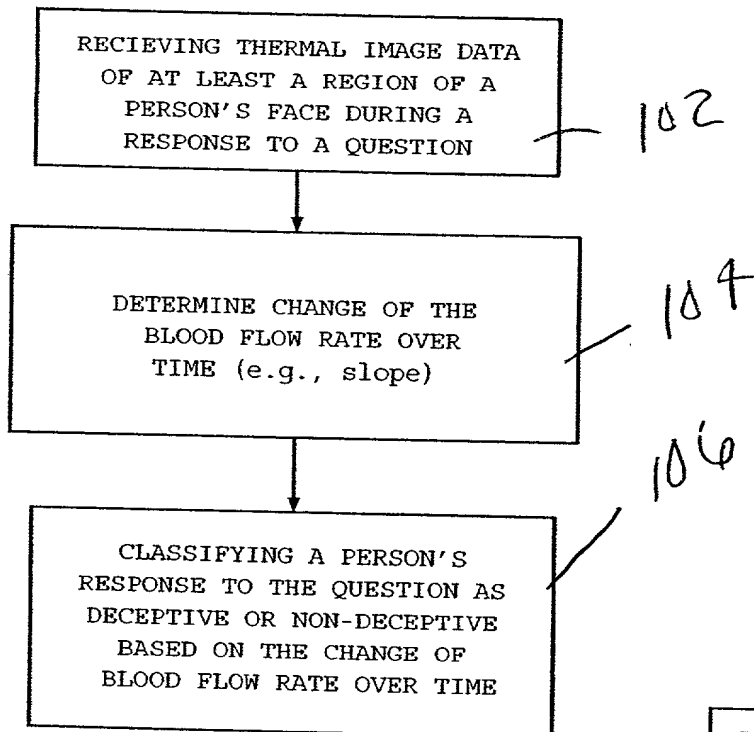 RECIEVING THERMAL IMAGE DATA
OF AT LEAST A REGION OF A
PERSON'S FACE DURING A
RESPONSE TO A QUESTION
102
DETERMINE CHANGE OF THE
BLOOD FLOW RATE OVER
TIME (e.g., slope)
104
CLASSIFYING A PERSON'S
RESPONSE TO THE QUESTION AS
DECEPTIVE OR NON-DECEPTIVE
BASED ON THE CHANGE OF
BLOOD FLOW RATE OVER TIME
106